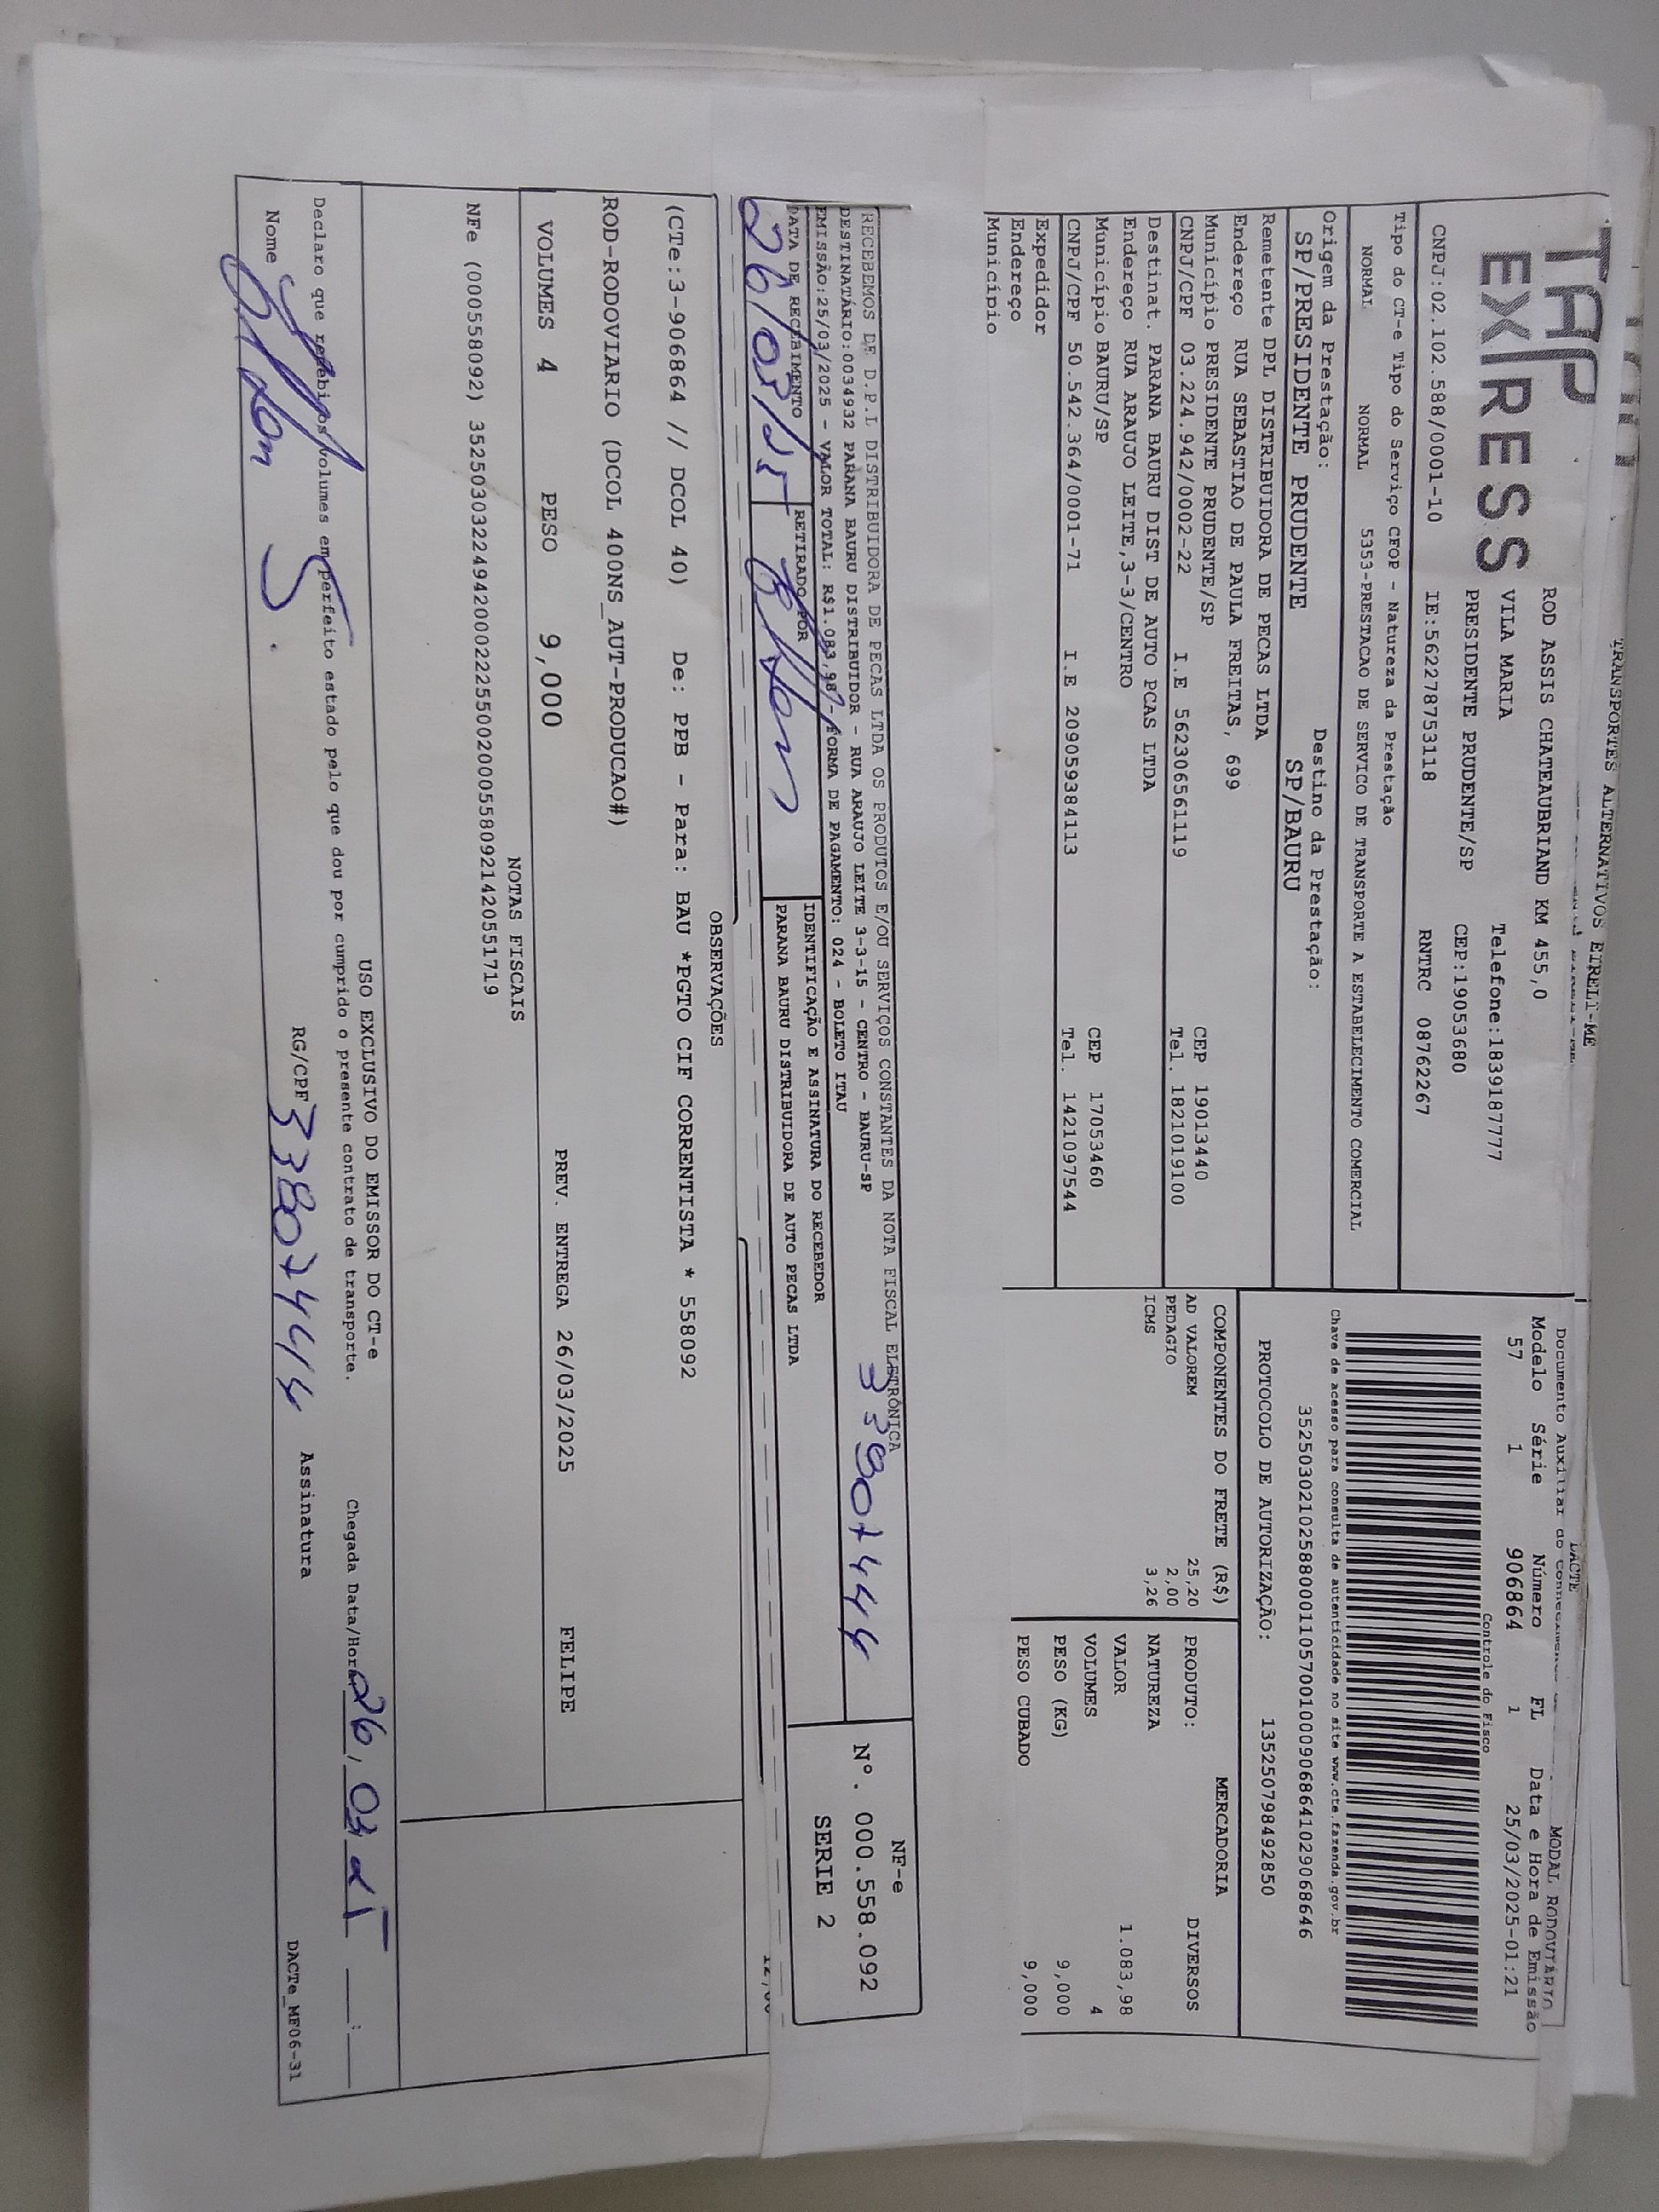 TAP
EXPRESS
TRANSPORTES ALTERNATIVOS EIRELI-ME
ROD ASSIS CHATEAUBRIAND KM 455,0
VILA MARIA Telefone:1839187777
PRESIDENTE PRUDENTE/SP CEP:19053680
CNPJ:02.102.588/0001-10 IE:562278753118 RNTRC 08762267
DACTE
MODAL RODOVIÁRIO
Documento Auxiliar do Conhecimento de
Modelo Série Número FL Data e Hora de Emissão
57 1 906864 1 25/03/2025-01:21
Controle do Fisco
Chave de acesso para consulta de autenticidade no site www.cte.fazenda.gov.br
35250302102588000110570010009068641029068646
PROTOCOLO DE AUTORIZAÇÃO: 135250798492850
Tipo do CT-e Tipo do Serviço CFOP - Natureza da Prestação
NORMAL NORMAL 5353-PRESTACAO DE SERVICO DE TRANSPORTE A ESTABELECIMENTO COMERCIAL
Origem da Prestação: Destino da Prestação:
SP/PRESIDENTE PRUDENTE SP/BAURU
Remetente DPL DISTRIBUIDORA DE PECAS LTDA
Endereço RUA SEBASTIAO DE PAULA FREITAS, 699
Município PRESIDENTE PRUDENTE/SP CEP 19013440
CNPJ/CPF 03.224.942/0002-22 I.E 562306561119 Tel. 1821019100
Destinat. PARANA BAURU DIST DE AUTO PCAS LTDA
Endereço RUA ARAUJO LEITE,3-3/CENTRO
Município BAURU/SP CEP 17053460
CNPJ/CPF 50.542.364/0001-71 I.E 209059384113 Tel. 1421097544
Expedidor
Endereço
Município
COMPONENTES DO FRETE (R$)
AD VALOREM 25,20
PEDAGIO 2,00
ICMS 3,26
MERCADORIA
PRODUTO: DIVERSOS
NATUREZA
VALOR 1.083,98
VOLUMES 4
PESO (KG) 9,000
PESO CUBADO 9,000
RECEBEMOS DE D.P.L DISTRIBUIDORA DE PECAS LTDA OS PRODUTOS E/OU SERVIÇOS CONSTANTES DA NOTA FISCAL ELETRÔNICA
DESTINATÁRIO:0034932 PARANA BAURU DISTRIBUIDOR - RUA ARAUJO LEITE 3-3-15 - CENTRO - BAURU-SP
EMISSÃO:25/03/2025 - VALOR TOTAL: R$1.083,98 - FORMA DE PAGAMENTO: 024 - BOLETO ITAU
33807444
DATA DE RECEBIMENTO RETIRADO POR IDENTIFICAÇÃO E ASSINATURA DO RECEBEDOR
26/03/25 PARANA BAURU DISTRIBUIDORA DE AUTO PECAS LTDA
NF-e
Nº. 000.558.092
SERIE 2
OBSERVAÇÕES
(CTe:3-906864 // DCOL 40) De: PPB - Para: BAU *PGTO CIF CORRENTISTA * 558092
ROD-RODOVIARIO (DCOL 400NS_AUT-PRODUCAO#)
VOLUMES 4 PESO 9,000 PREV. ENTREGA 26/03/2025 FELIPE
NOTAS FISCAIS
NFe (000558092) 35250303224942000222550020005580921420551719
USO EXCLUSIVO DO EMISSOR DO CT-e
Declaro que recebi os volumes em perfeito estado pelo que dou por cumprido o presente contrato de transporte. Chegada Data/Hora 26/03/25 __:__
Nome RG/CPF 33807444 Assinatura
DACTe_MF06-31